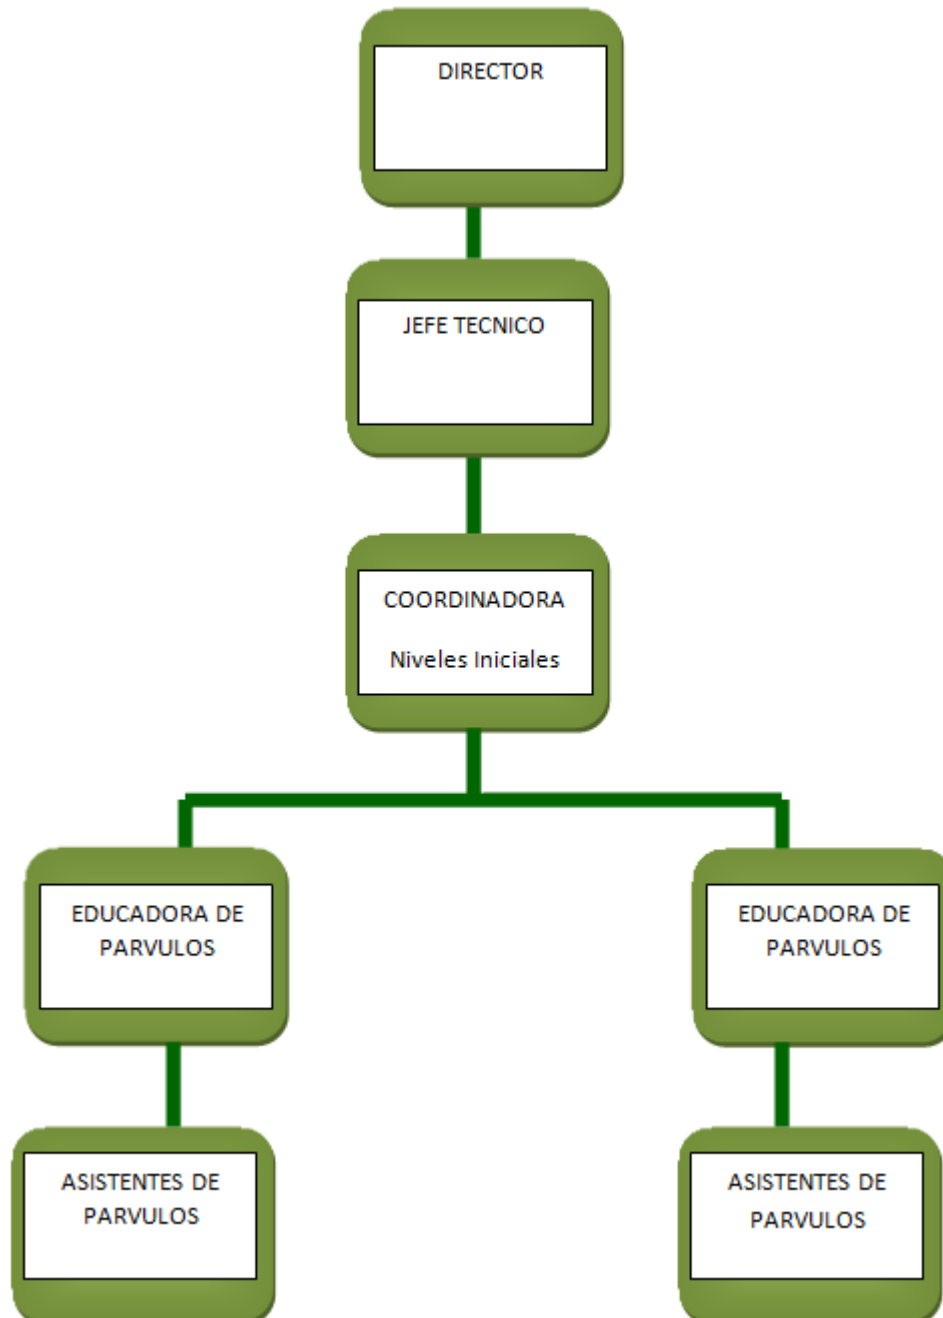 DIRECTOR
JEFE TECNICO
COORDINADORA
Niveles Iniciales
EDUCADORA DE
PARVULOS
EDUCADORA DE
PARVULOS
ASISTENTES DE
PARVULOS
ASISTENTES DE
PARVULOS